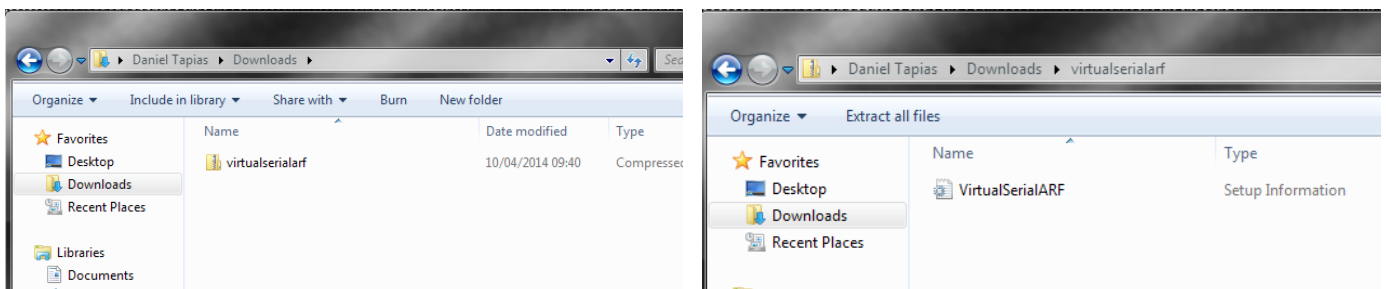 Daniel Tapias Downloads
Organize Include in library Share with Burn New folder
Name Date modified Type
Favorites
Desktop
Downloads
Recent Places
Libraries
Documents
virtualserialarf 10/04/2014 09:40 Compressed
Daniel Tapias Downloads virtualserialarf
Organize Extract all files
Name Type
Favorites
Desktop
Downloads
Recent Places
VirtualSerialARF Setup Information